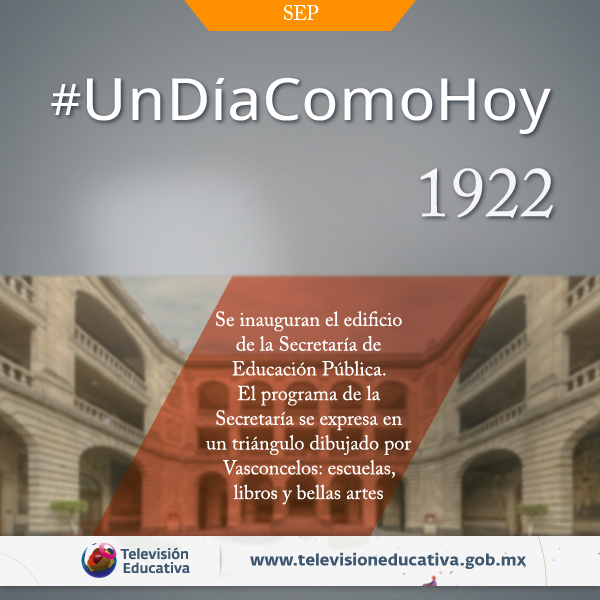 SEP
#UnDíaComoHoy
1922
Se inauguran el edificio
de la Secretaría de
Educación Pública.
El programa de la
Secretaría se expresa en
un triángulo dibujado por
Vasconcelos: escuelas,
libros y bellas artes
Televisión
Educativa
www.televisioneducativa.gob.mx